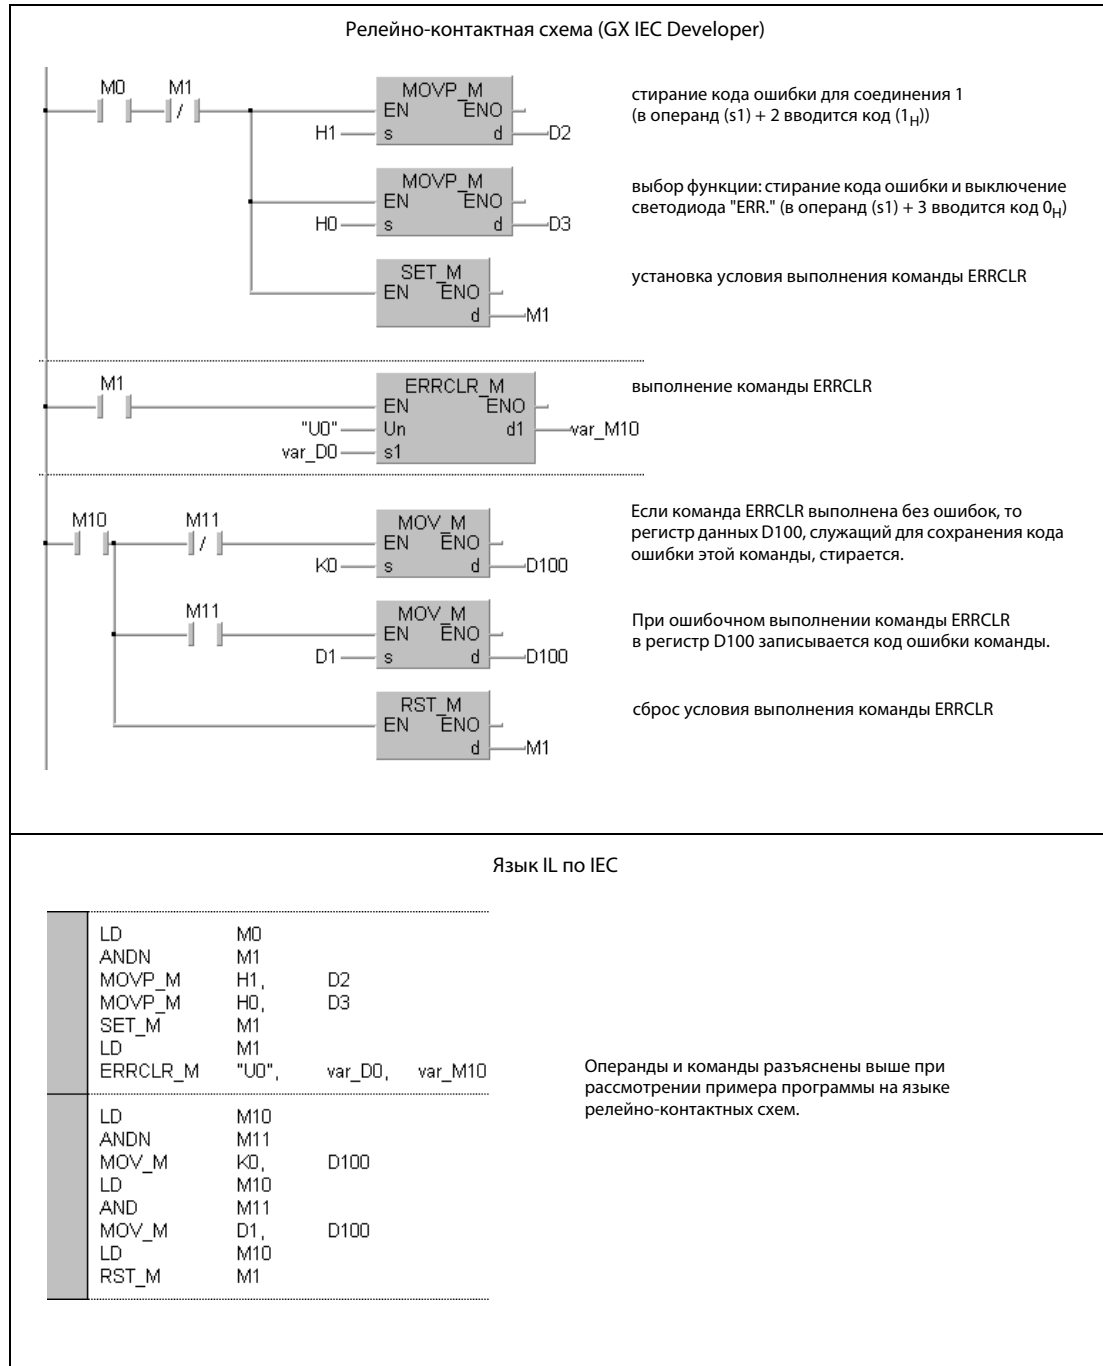 Релейно-контактная схема (GX IEC Developer)
M0 M1
MOVP_M
EN ENO
H1 s d D2
стирание кода ошибки для соединения 1
(в операнд (s1) + 2 вводится код (1H))
MOVP_M
EN ENO
H0 s d D3
выбор функции: стирание кода ошибки и выключение
светодиода "ERR." (в операнд (s1) + 3 вводится код 0H)
SET_M
EN ENO
d M1
установка условия выполнения команды ERRCLR
M1
ERRCLR_M
EN ENO
"U0" Un d1 var_M10
var_D0 s1
выполнение команды ERRCLR
M10 M11
MOV_M
EN ENO
K0 s d D100
Если команда ERRCLR выполнена без ошибок, то
регистр данных D100, служащий для сохранения кода
ошибки этой команды, стирается.
M11
MOV_M
EN ENO
D1 s d D100
При ошибочном выполнении команды ERRCLR
в регистр D100 записывается код ошибки команды.
RST_M
EN ENO
d M1
сброс условия выполнения команды ERRCLR
Язык IL по IEC
LD M0
ANDN M1
MOVP_M H1, D2
MOVP_M H0, D3
SET_M M1
LD M1
ERRCLR_M "U0", var_D0, var_M10
LD M10
ANDN M11
MOV_M K0, D100
LD M10
AND M11
MOV_M D1, D100
LD M10
RST_M M1
Операнды и команды разъяснены выше при
рассмотрении примера программы на языке
релейно-контактных схем.